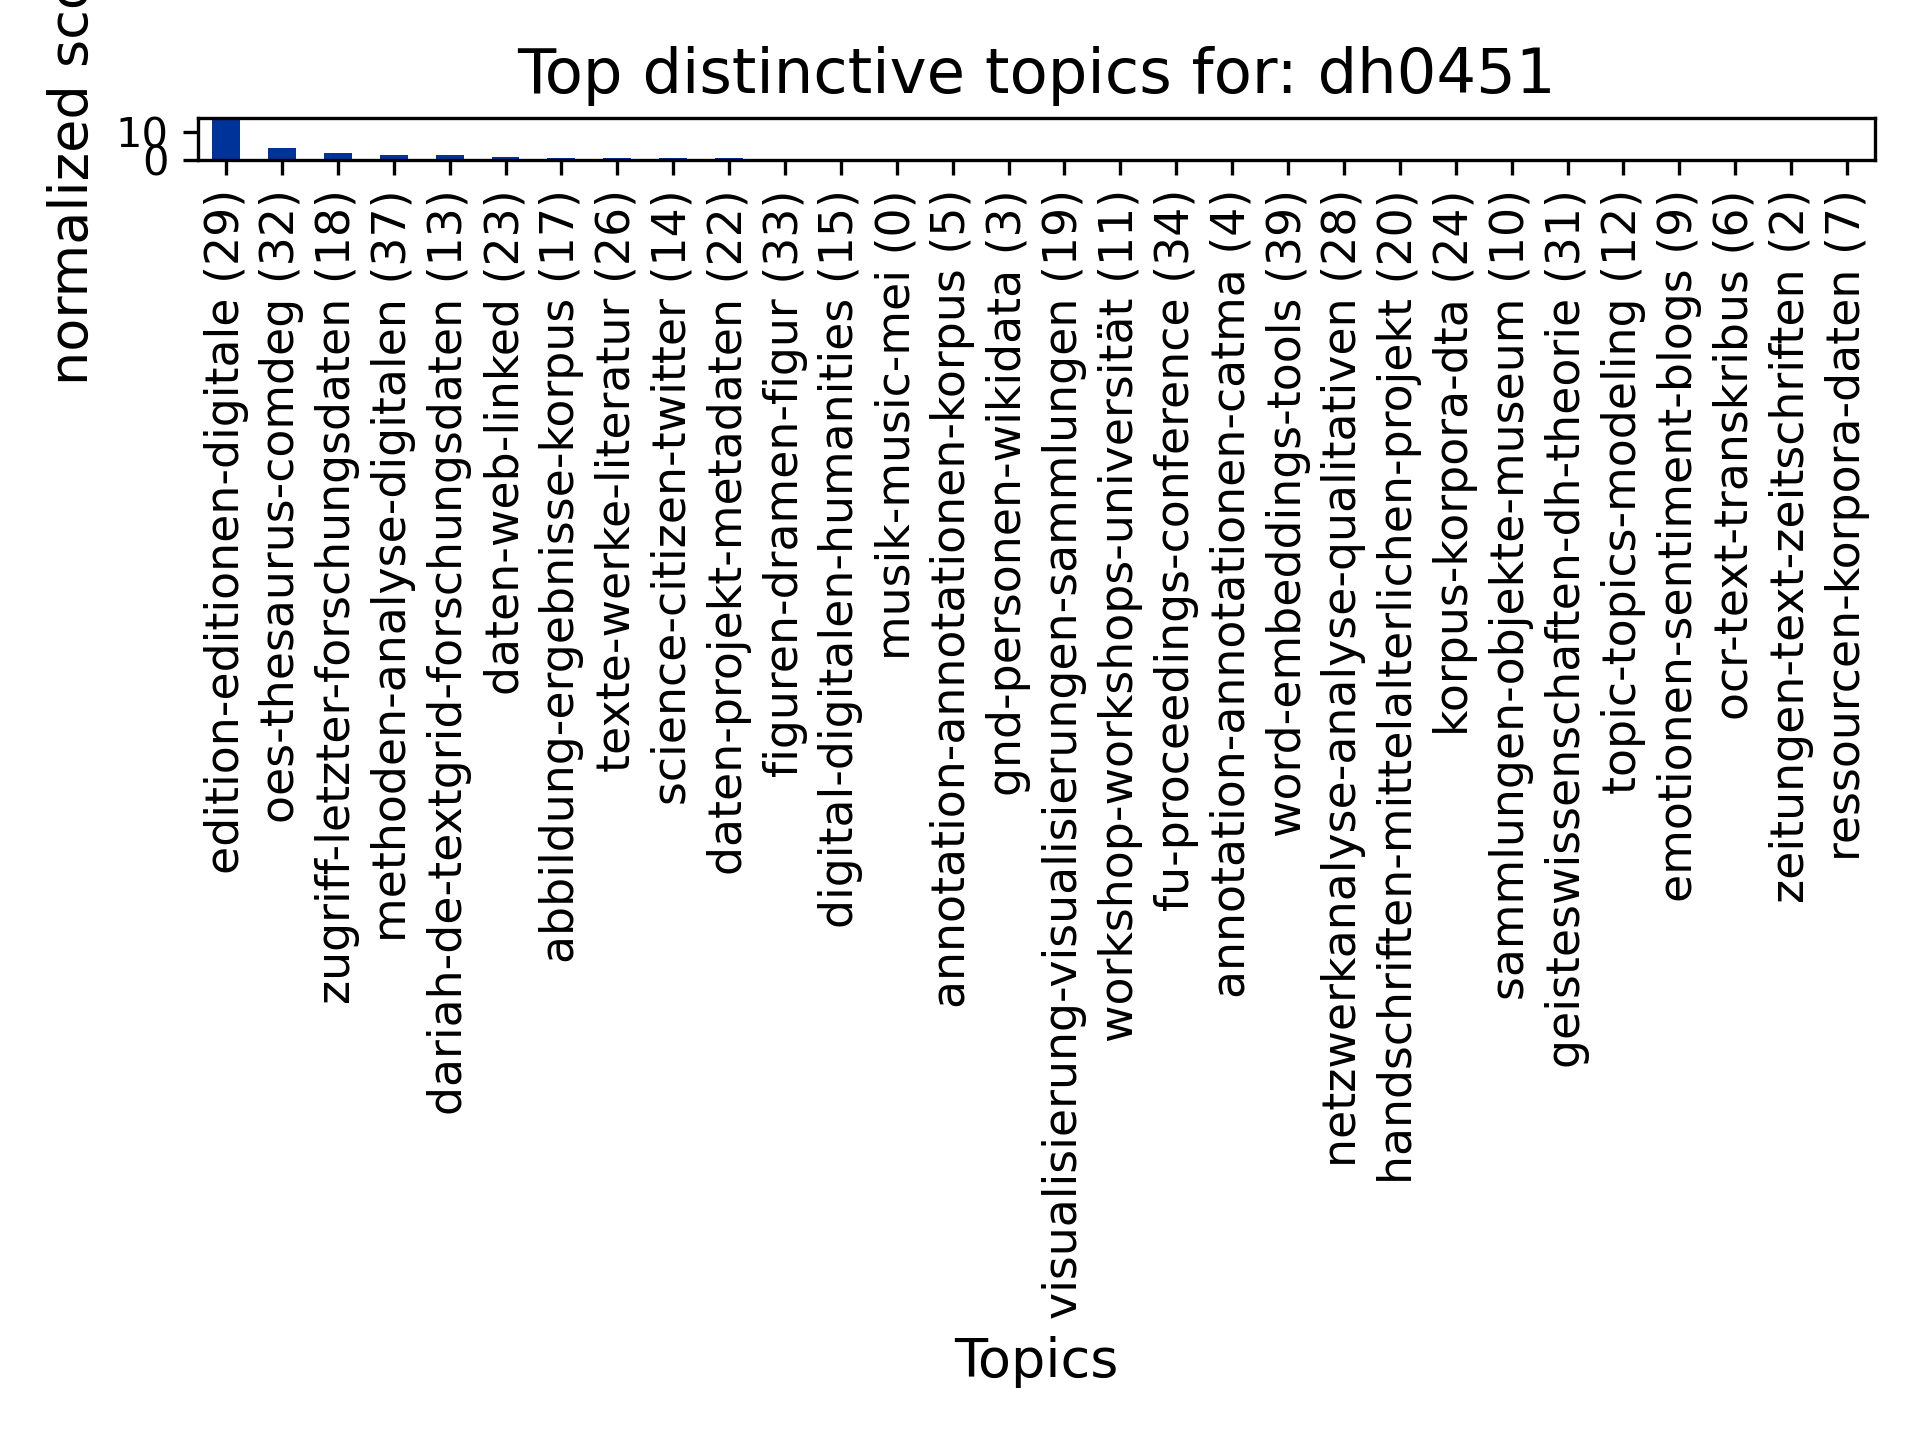 Top distinctive topics for: dh0451
normalized
10
0
edition-editionen-digitale (29)
oes-thesaurus-comdeg (32)
zugriff-letzter-forschungsdaten (18)
methoden-analyse-digitalen (37)
dariah-de-textgrid-forschungsdaten (13)
daten-web-linked (23)
abbildung-ergebnisse-korpus (17)
texte-werke-literatur (26)
science-citizen-twitter (14)
daten-projekt-metadaten (22)
figuren-dramen-figur (33)
digital-digitalen-humanities (15)
musik-music-mei (0)
annotation-annotationen-korpus (5)
gnd-personen-wikidata (3)
visualisierung-visualisierungen-sammlungen (19)
workshop-workshops-universität (11)
fu-proceedings-conference (34)
annotation-annotationen-catma (4)
word-embeddings-tools (39)
netzwerkanalyse-analyse-qualitativen (28)
handschriften-mittelalterlichen-projekt (20)
korpus-korpora-dta (24)
sammlungen-objekte-museum (10)
geisteswissenschaften-dh-theorie (31)
topic-topics-modeling (12)
emotionen-sentiment-blogs (9)
ocr-text-transkribus (6)
zeitungen-text-zeitschriften (2)
ressourcen-korpora-daten (7)
Topics